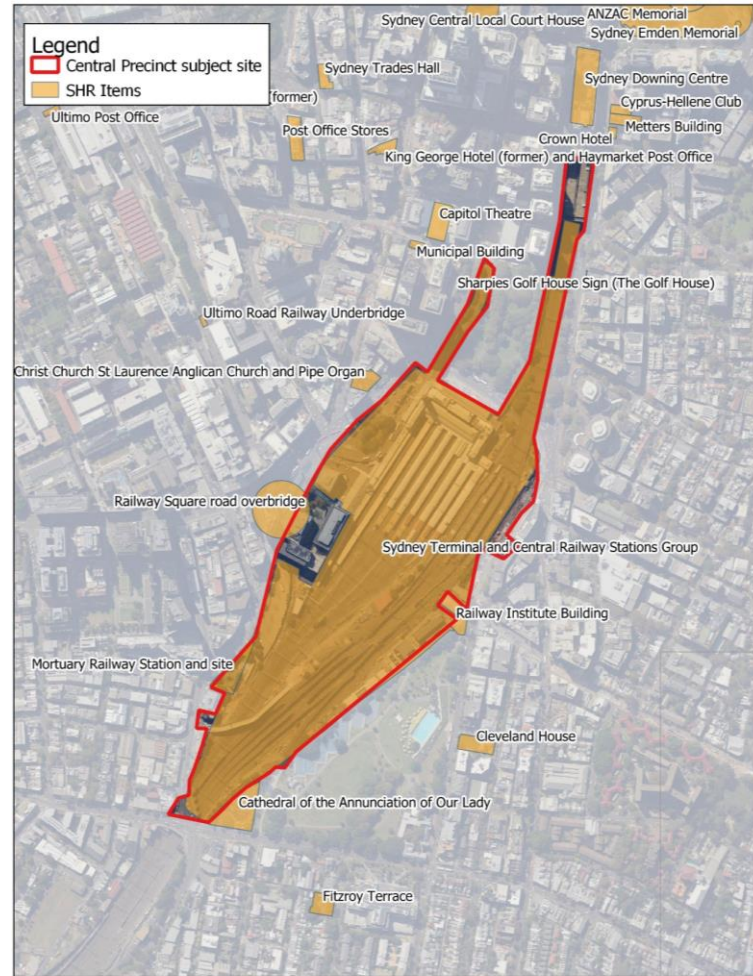 Legend
Central Precinct subject site
SHR Items
Sydney Central Local Court House
ANZAC Memorial
Sydney Emden Memorial
Sydney Trades Hall
Sydney Downing Centre
(former)
Cyprus-Hellene Club
Ultimo Post Office
Post Office Stores
Metters Building
Crown Hotel
King George Hotel (former) and Haymarket Post Office
Capitol Theatre
Municipal Building
Sharpies Golf House Sign (The Golf House)
Ultimo Road Railway Underbridge
Christ Church St Laurence Anglican Church and Pipe Organ
Railway Square road overbridge
Sydney Terminal and Central Railway Stations Group
Railway Institute Building
Mortuary Railway Station and site
Cleveland House
Cathedral of the Annunciation of Our Lady
Fitzroy Terrace